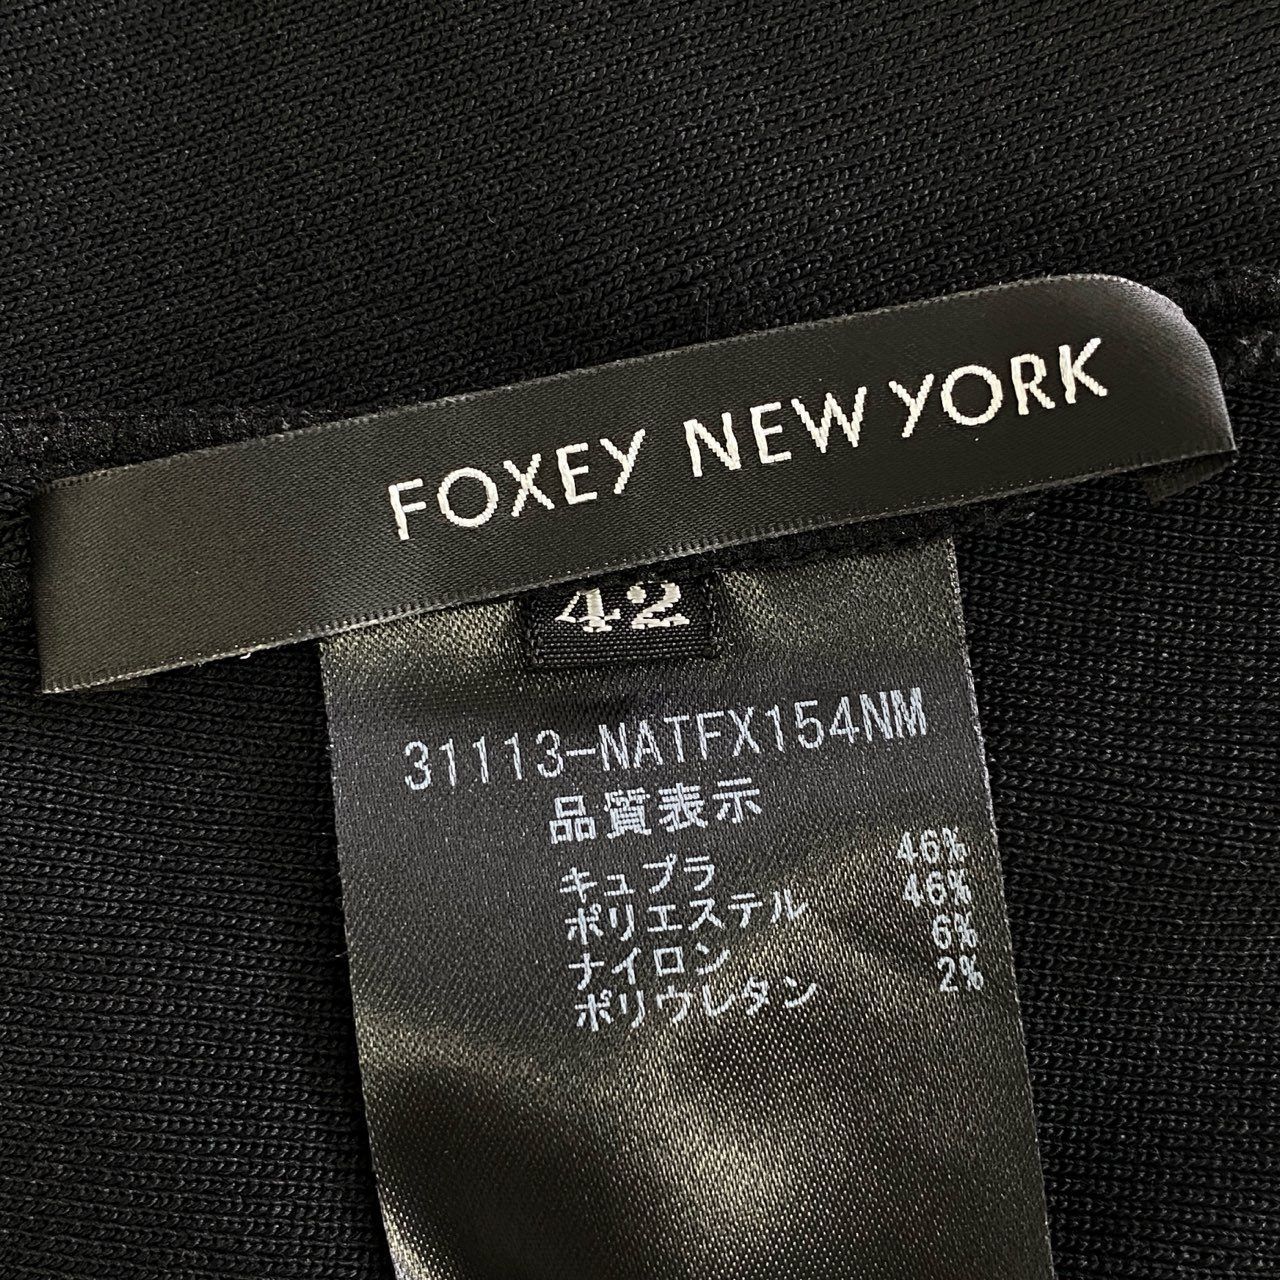 FOXEY NEW YORK
42
31113-NATFX154NM
品質表示
キュプラ 46%
ポリエステル 46%
ナイロン 6%
ポリウレタン 2%